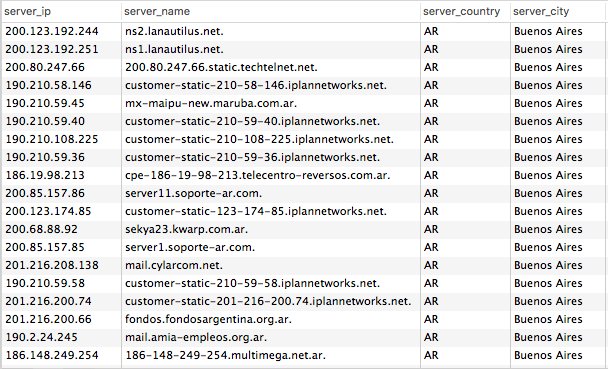 server_ip server_name server_country server_city
200.123.192.244 ns2.lanautilus.net. AR Buenos Aires
200.123.192.251 ns1.lanautilus.net. AR Buenos Aires
200.80.247.66 200.80.247.66.static.techtelnet.net. AR Buenos Aires
190.210.58.146 customer-static-210-58-146.iplannetworks.net. AR Buenos Aires
190.210.59.45 mx-maipu-new.maruba.com.ar. AR Buenos Aires
190.210.59.40 customer-static-210-59-40.iplannetworks.net. AR Buenos Aires
190.210.108.225 customer-static-210-108-225.iplannetworks.net. AR Buenos Aires
190.210.59.36 customer-static-210-59-36.iplannetworks.net. AR Buenos Aires
186.19.98.213 cpe-186-19-98-213.telecentro-reversos.com.ar. AR Buenos Aires
200.85.157.86 server11.soporte-ar.com. AR Buenos Aires
200.123.174.85 customer-static-123-174-85.iplannetworks.net. AR Buenos Aires
200.68.88.92 sekya23.kwarp.com.ar. AR Buenos Aires
200.85.157.85 server1.soporte-ar.com. AR Buenos Aires
201.216.208.138 mail.cylarcom.net. AR Buenos Aires
190.210.59.58 customer-static-210-59-58.iplannetworks.net. AR Buenos Aires
201.216.200.74 customer-static-201-216-200.74.iplannetworks.net. AR Buenos Aires
201.216.200.66 fondos.fondosargentina.org.ar. AR Buenos Aires
190.2.24.245 mail.amia-empleos.org.ar. AR Buenos Aires
186.148.249.254 186-148-249-254.multimega.net.ar. AR Buenos Aires